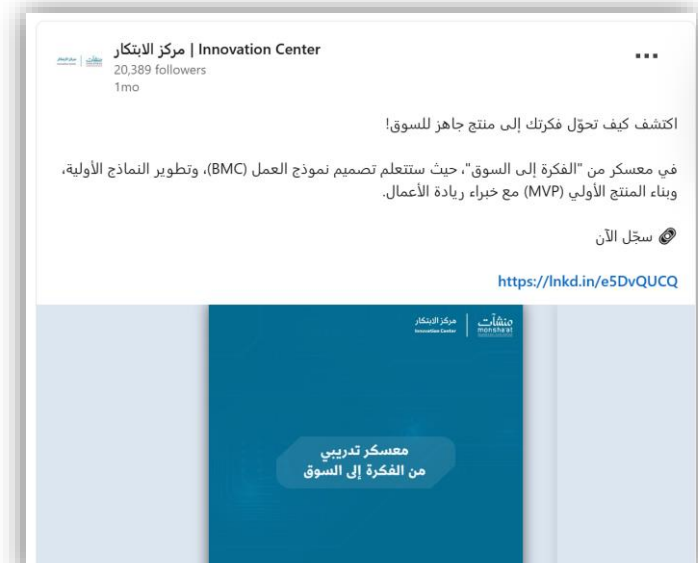 Innovation Center | مركز الابتكار
20,389 followers
1mo
اكتشف كيف تحوّل فكرتك إلى منتج جاهز للسوق!
في معسكر من "الفكرة إلى السوق"، حيث ستتعلم تصميم نموذج العمل (BMC)، وتطوير النماذج الأولية،
وبناء المنتج الأولي (MVP) مع خبراء ريادة الأعمال.
سجّل الآن
https://lnkd.in/e5DvQUCQ
منشآت
monsha'at
مركز الابتكار
Innovation Center
معسكر تدريبي
من الفكرة إلى السوق